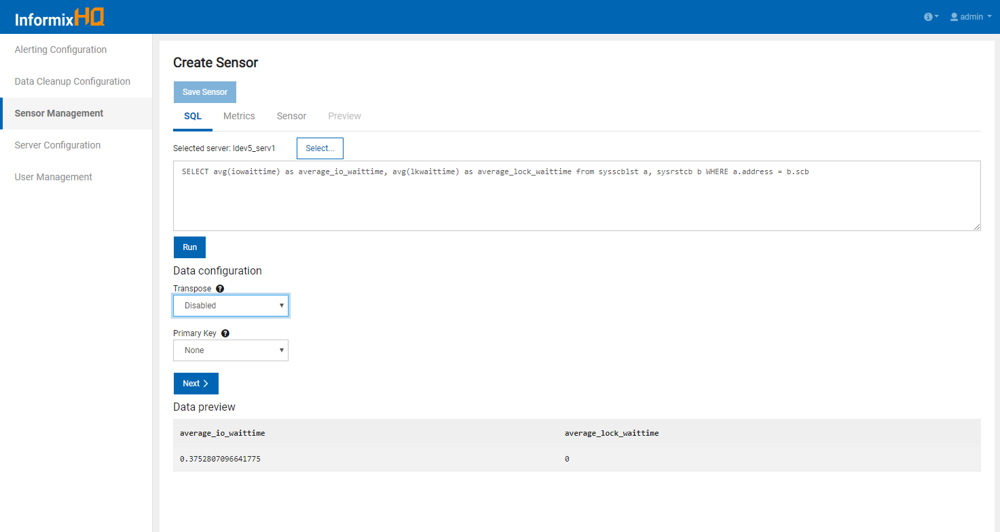 InformixHQ
admin
Alerting Configuration
Data Cleanup Configuration
Sensor Management
Server Configuration
User Management
Create Sensor
Save Sensor
SQL Metrics Sensor Preview
Selected server: ldev5_serv1 Select...
SELECT avg(iowaittime) as average_io_waittime, avg(lkwaittime) as average_lock_waittime from sysscblst a, sysrstcb b WHERE a.address = b.scb
Run
Data configuration
Transpose ?
Disabled
Primary Key ?
None
Next
Data preview
average_io_waittime average_lock_waittime
0.3752807096641775 0